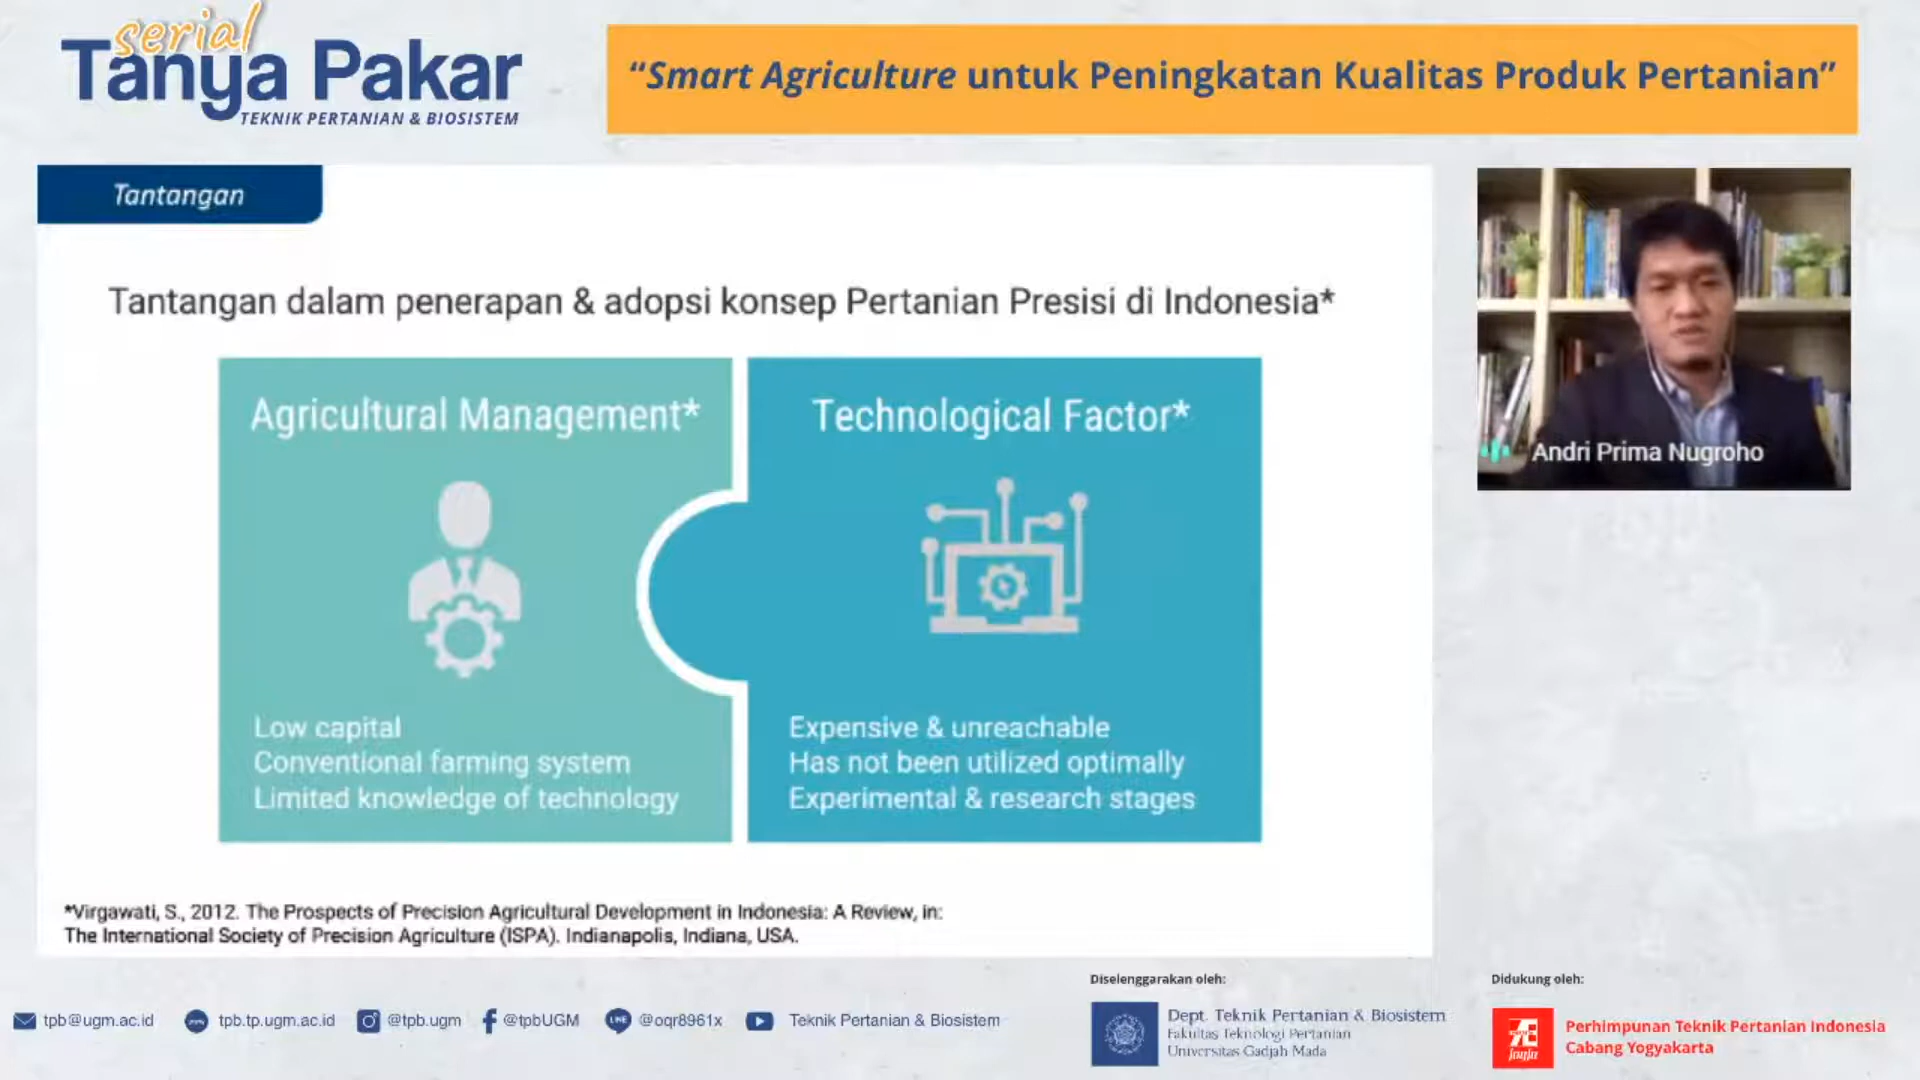 serial
Tanya Pakar
TEKNIK PERTANIAN & BIOSISTEM
“Smart Agriculture untuk Peningkatan Kualitas Produk Pertanian”
Tantangan
Tantangan dalam penerapan & adopsi konsep Pertanian Presisi di Indonesia*
Agricultural Management*
Low capital
Conventional farming system
Limited knowledge of technology
Technological Factor*
Expensive & unreachable
Has not been utilized optimally
Experimental & research stages
*Virgawati, S., 2012. The Prospects of Precision Agricultural Development in Indonesia: A Review, in:
The International Society of Precision Agriculture (ISPA). Indianapolis, Indiana, USA.
Andri Prima Nugroho
tpb@ugm.ac.id
tpb.tp.ugm.ac.id
@tpb.ugm
@tpbUGM
LINE
@oqr8961x
Teknik Pertanian & Biosistem
Diselenggarakan oleh:
Dept. Teknik Pertanian & Biosistem
Fakultas Teknologi Pertanian
Universitas Gadjah Mada
Didukung oleh:
Jogja
Perhimpunan Teknik Pertanian Indonesia
Cabang Yogyakarta